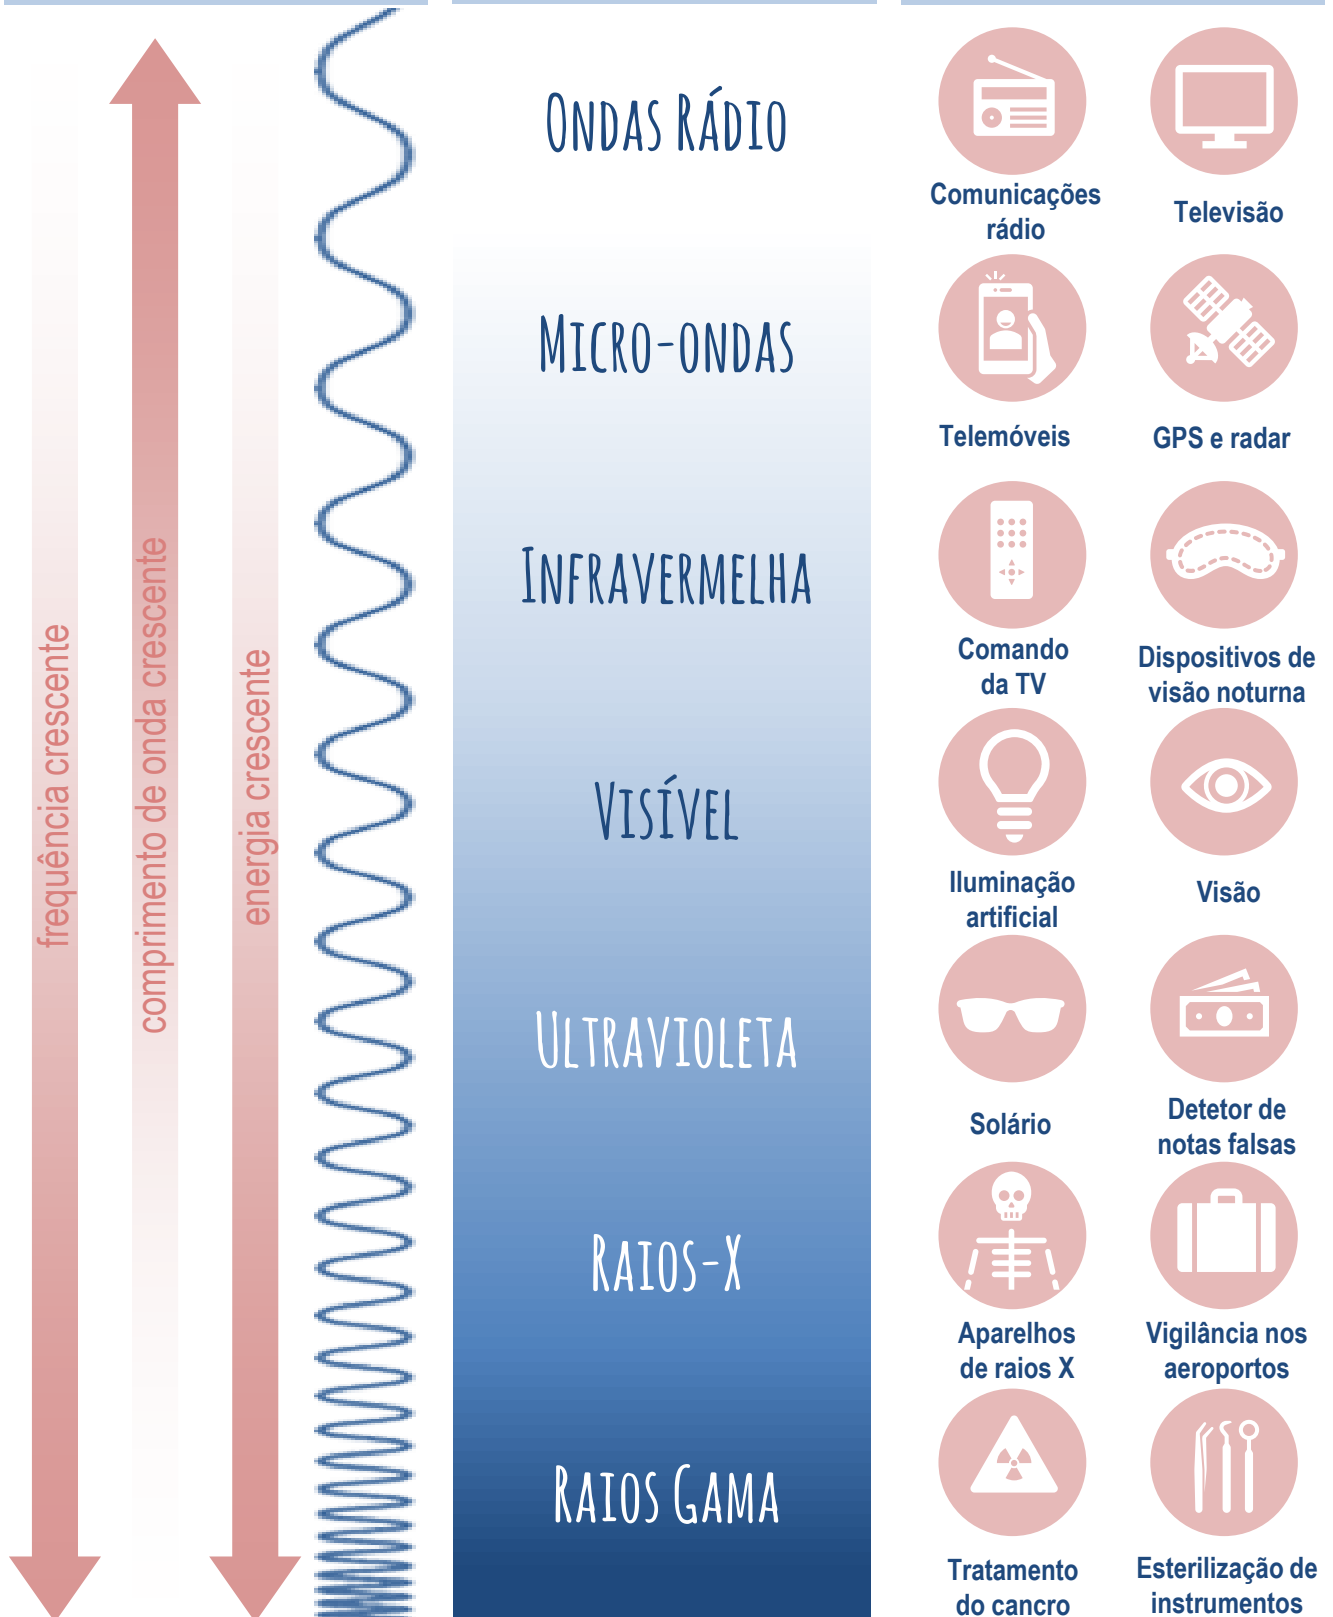 frequência crescente
comprimento de onda crescente
energia crescente
ONDAS RÁDIO
Comunicações
rádio
Televisão
MICRO-ONDAS
Telemóveis
GPS e radar
INFRAVERMELHA
Comando
da TV
Dispositivos de
visão noturna
VISÍVEL
Iluminação
artificial
Visão
ULTRAVIOLETA
Solário
Detetor de
notas falsas
RAIOS-X
Aparelhos
de raios X
Vigilância nos
aeroportos
RAIOS GAMA
Tratamento
do cancro
Esterilização de
instrumentos